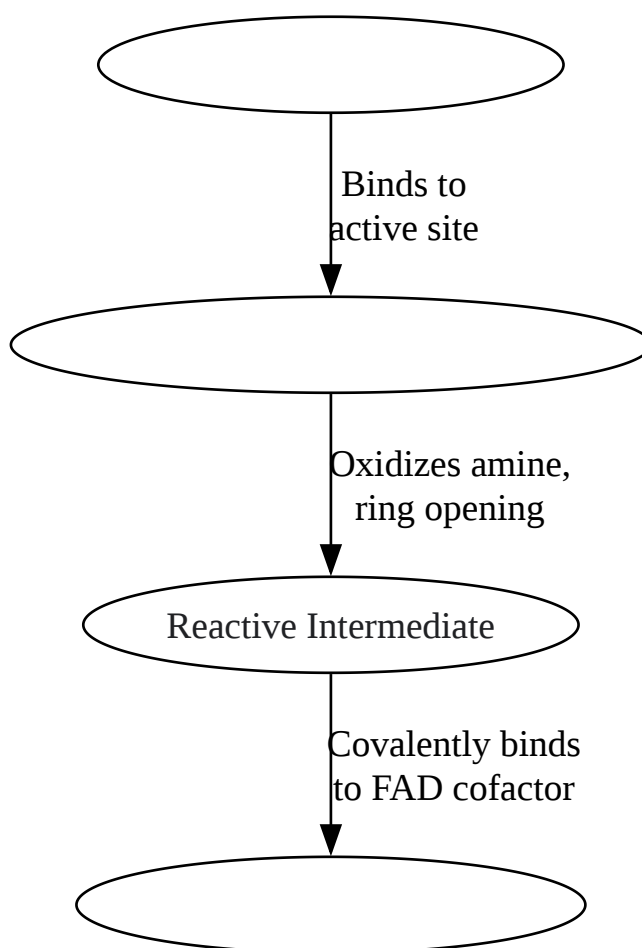 Binds to
active site
Oxidizes amine,
ring opening
Reactive Intermediate
Covalently binds
to FAD cofactor